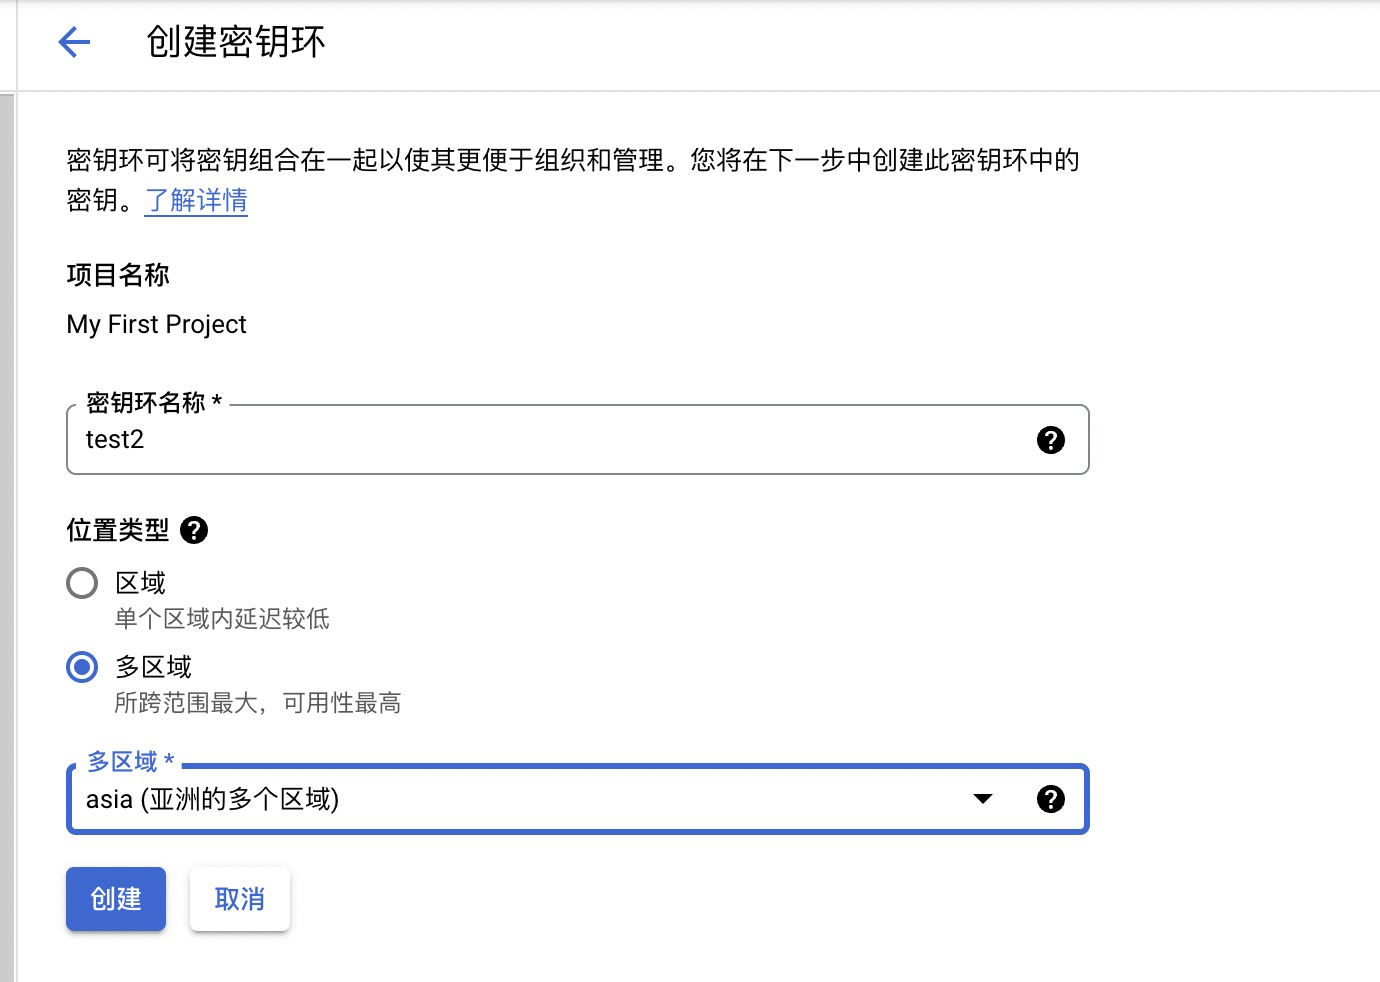 创建密钥环
密钥环可将密钥组合在一起以使其更便于组织和管理。您将在下一步中创建此密钥环中的
密钥。了解详情
项目名称
My First Project
密钥环名称 *
test2
位置类型
区域
单个区域内延迟较低
多区域
所跨范围最大，可用性最高
多区域 *
asia (亚洲的多个区域)
创建 取消